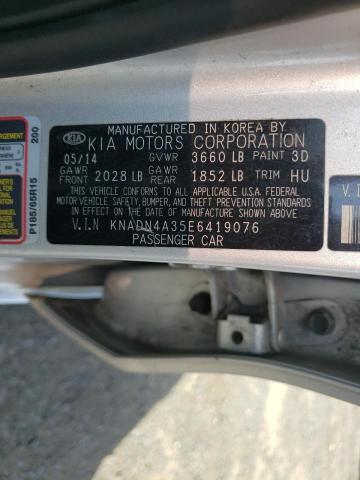 MANUFACTURED IN KOREA BY
KIA KIA MOTORS CORPORATION
05/14 GVWR 3660 LB PAINT 3D
GAWR FRONT 2028 LB GAWR REAR 1852 LB TRIM HU
THIS VEHICLE CONFORMS TO ALL APPLICABLE U.S.A. FEDERAL
MOTOR VEHICLE SAFETY, BUMPER, AND THEFT PREVENTION STANDARDS
IN EFFECT ON THE DATE OF MANUFACTURE SHOWN ABOVE.
V.I.N KNADN4A35E6419076
PASSENGER CAR
P185/65R15 200
V.I